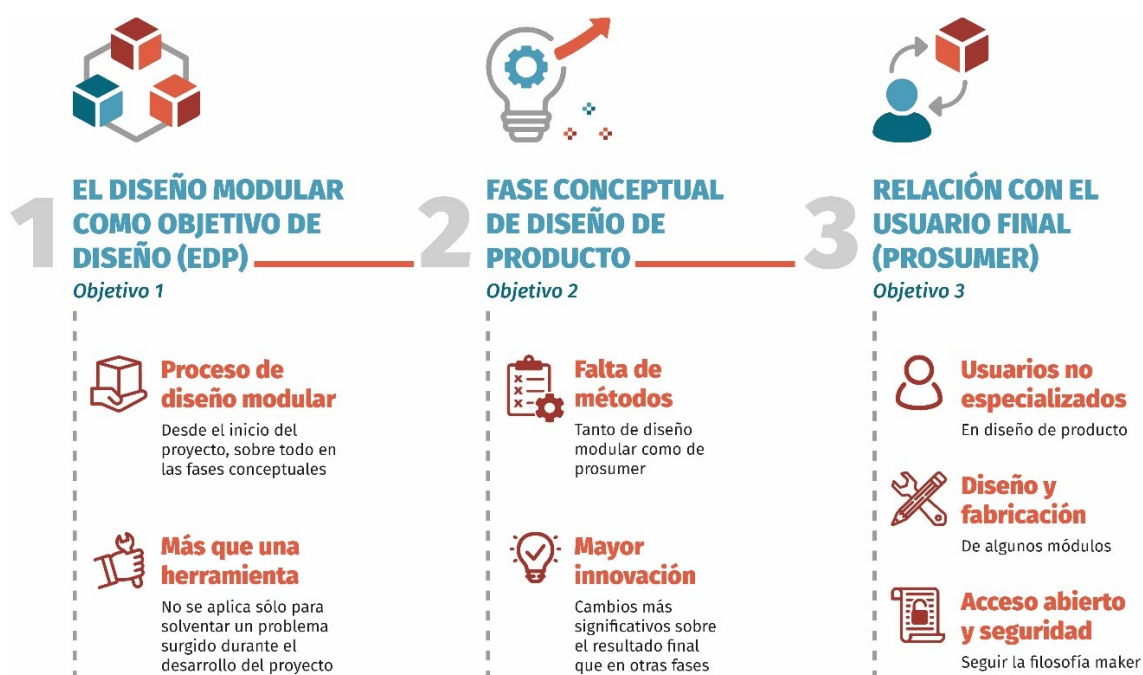 1
EL DISEÑO MODULAR
COMO OBJETIVO DE
DISEÑO (EDP)
Objetivo 1
Proceso de
diseño modular
Desde el inicio del
proyecto, sobre todo en
las fases conceptuales
Más que una
herramienta
No se aplica sólo para
solventar un problema
surgido durante el
desarrollo del proyecto
2
FASE CONCEPTUAL
DE DISEÑO DE
PRODUCTO
Objetivo 2
Falta de
métodos
Tanto de diseño
modular como de
prosumer
Mayor
innovación
Cambios más
significativos sobre
el resultado final
que en otras fases
3
RELACIÓN CON EL
USUARIO FINAL
(PROSUMER)
Objetivo 3
Usuarios no
especializados
En diseño de producto
Diseño y
fabricación
De algunos módulos
Acceso abierto
y seguridad
Seguir la filosofía maker